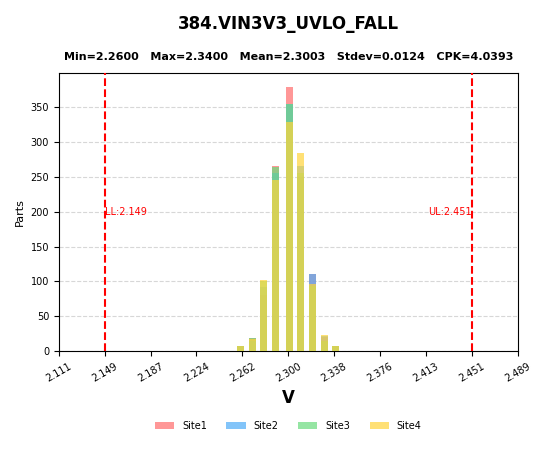 384.VIN3V3_UVLO_FALL
Min=2.2600 Max=2.3400 Mean=2.3003 Stdev=0.0124 CPK=4.0393
350
300
250
200
150
100
50
0
Parts
LL:2.149
UL:2.451
2.111 2.149 2.187 2.224 2.262 2.300 2.338 2.376 2.413 2.451 2.489
V
Site1 Site2 Site3 Site4